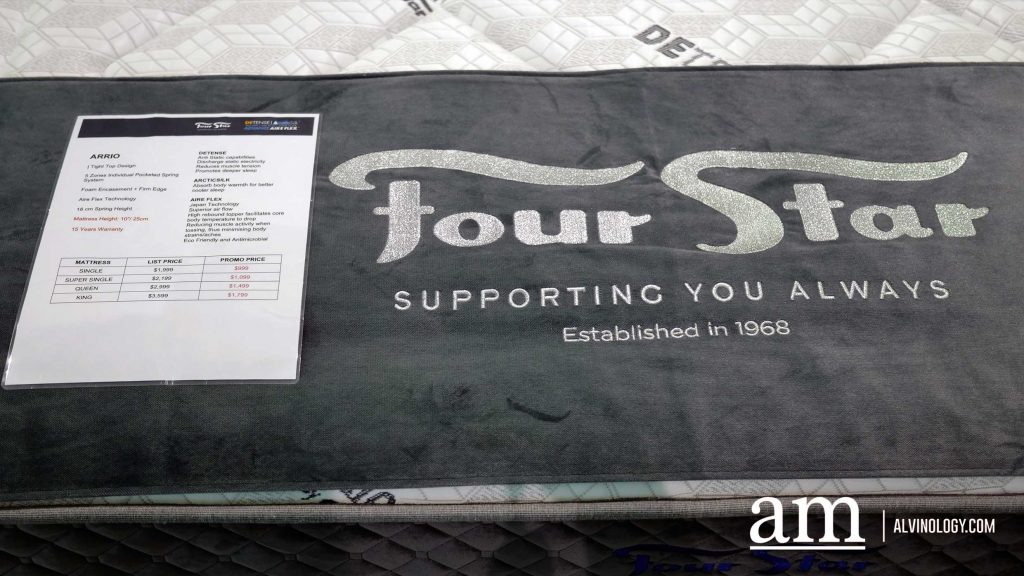 DETENSE
Four Star
DETENSE
ADVANCED AIRE FLEX
ARRIO
Tight Top Design
5 Zones Individual Pocketed Spring
System
Foam Encasement + Firm Edge
Aire Flex Technology
18 cm Spring Height
Mattress Height: 10"/ 25cm
15 Years Warranty
DETENSE
Anti Static capabilities
Discharge static electricity
Reduces muscle tension
Promotes deeper sleep
ARCTICSILK
Absorb body warmth for better
cooler sleep
AIRE FLEX
Japan Technology
Superior air flow
High rebound topper facilitates core
body temperature to drop
Reducing muscle activity when
tossing, thus minimising body
strains/aches
Eco Friendly and Antimicrobial
MATTRESS LIST PRICE PROMO PRICE
SINGLE $1,999 $999
SUPER SINGLE $2,199 $1,099
QUEEN $2,999 $1,499
KING $3,599 $1,799
Four Star
SUPPORTING YOU ALWAYS
Established in 1968
am | ALVINOLOGY.COM
Four Star